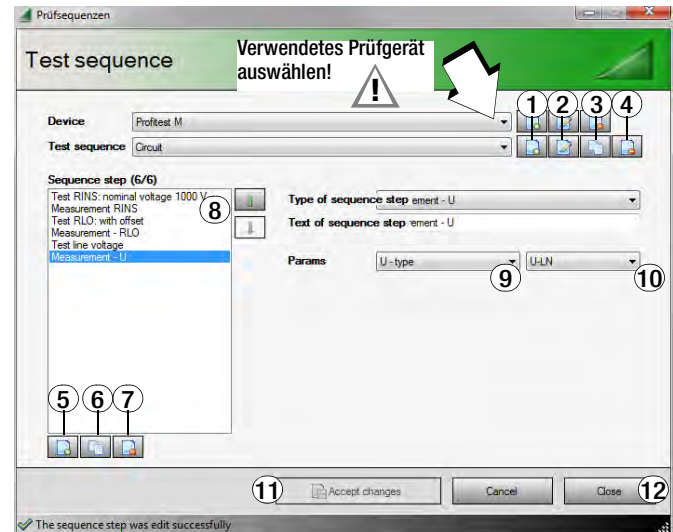 Prüfsequenzen
Test sequence
Verwendetes Prüfgerät
auswählen!
!
1 2 3 4
Device Profitest M
Test sequence Circuit
Sequence step (6/6)
Test RINS: nominal voltage 1000 V
Measurement RINS
Test RLO: with offset
Measurement - RLO
Test line voltage
Measurement - U
8
Type of sequence step ement - U
Text of sequence step ement - U
Params U - type U-LN
9 10
5 6 7
11 Accept changes Cancel Close 12
The sequence step was edit successfully